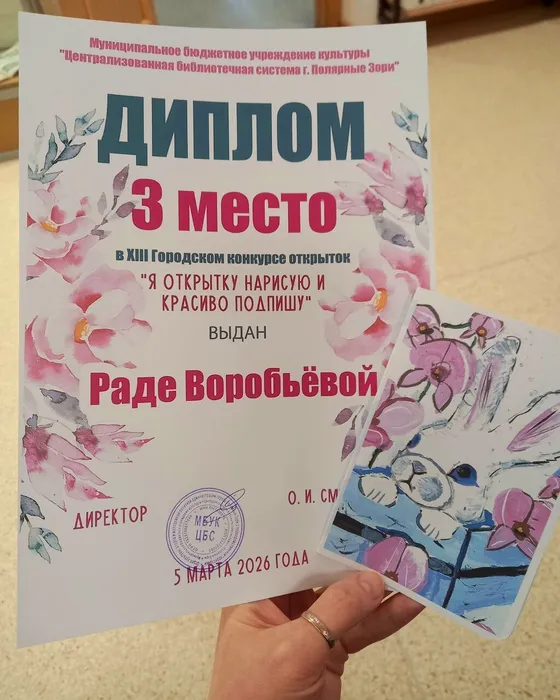 Муниципальное бюджетное учреждение культуры
"Централизованная библиотечная система г. Полярные Зори"
ДИПЛОМ
3 место
в XIII Городском конкурсе открыток
"Я ОТКРЫТКУ НАРИСУЮ И
КРАСИВО ПОДПИШУ"
ВЫДАН
Раде Воробьёвой
ДИРЕКТОР
МБУК
ЦБС
О. И. СМ
5 МАРТА 2026 ГОДА